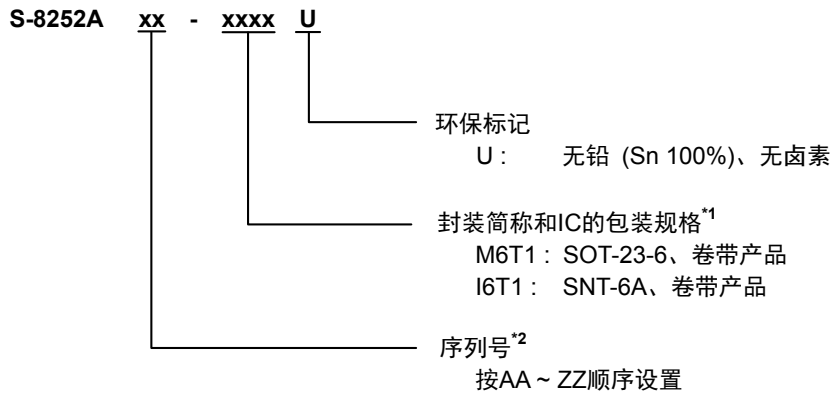 S-8252A xx - xxxx U
环保标记
U : 无铅 (Sn 100%)、无卤素
封装简称和IC的包装规格*1
M6T1 : SOT-23-6、卷带产品
I6T1 : SNT-6A、卷带产品
序列号*2
按AA ~ ZZ顺序设置